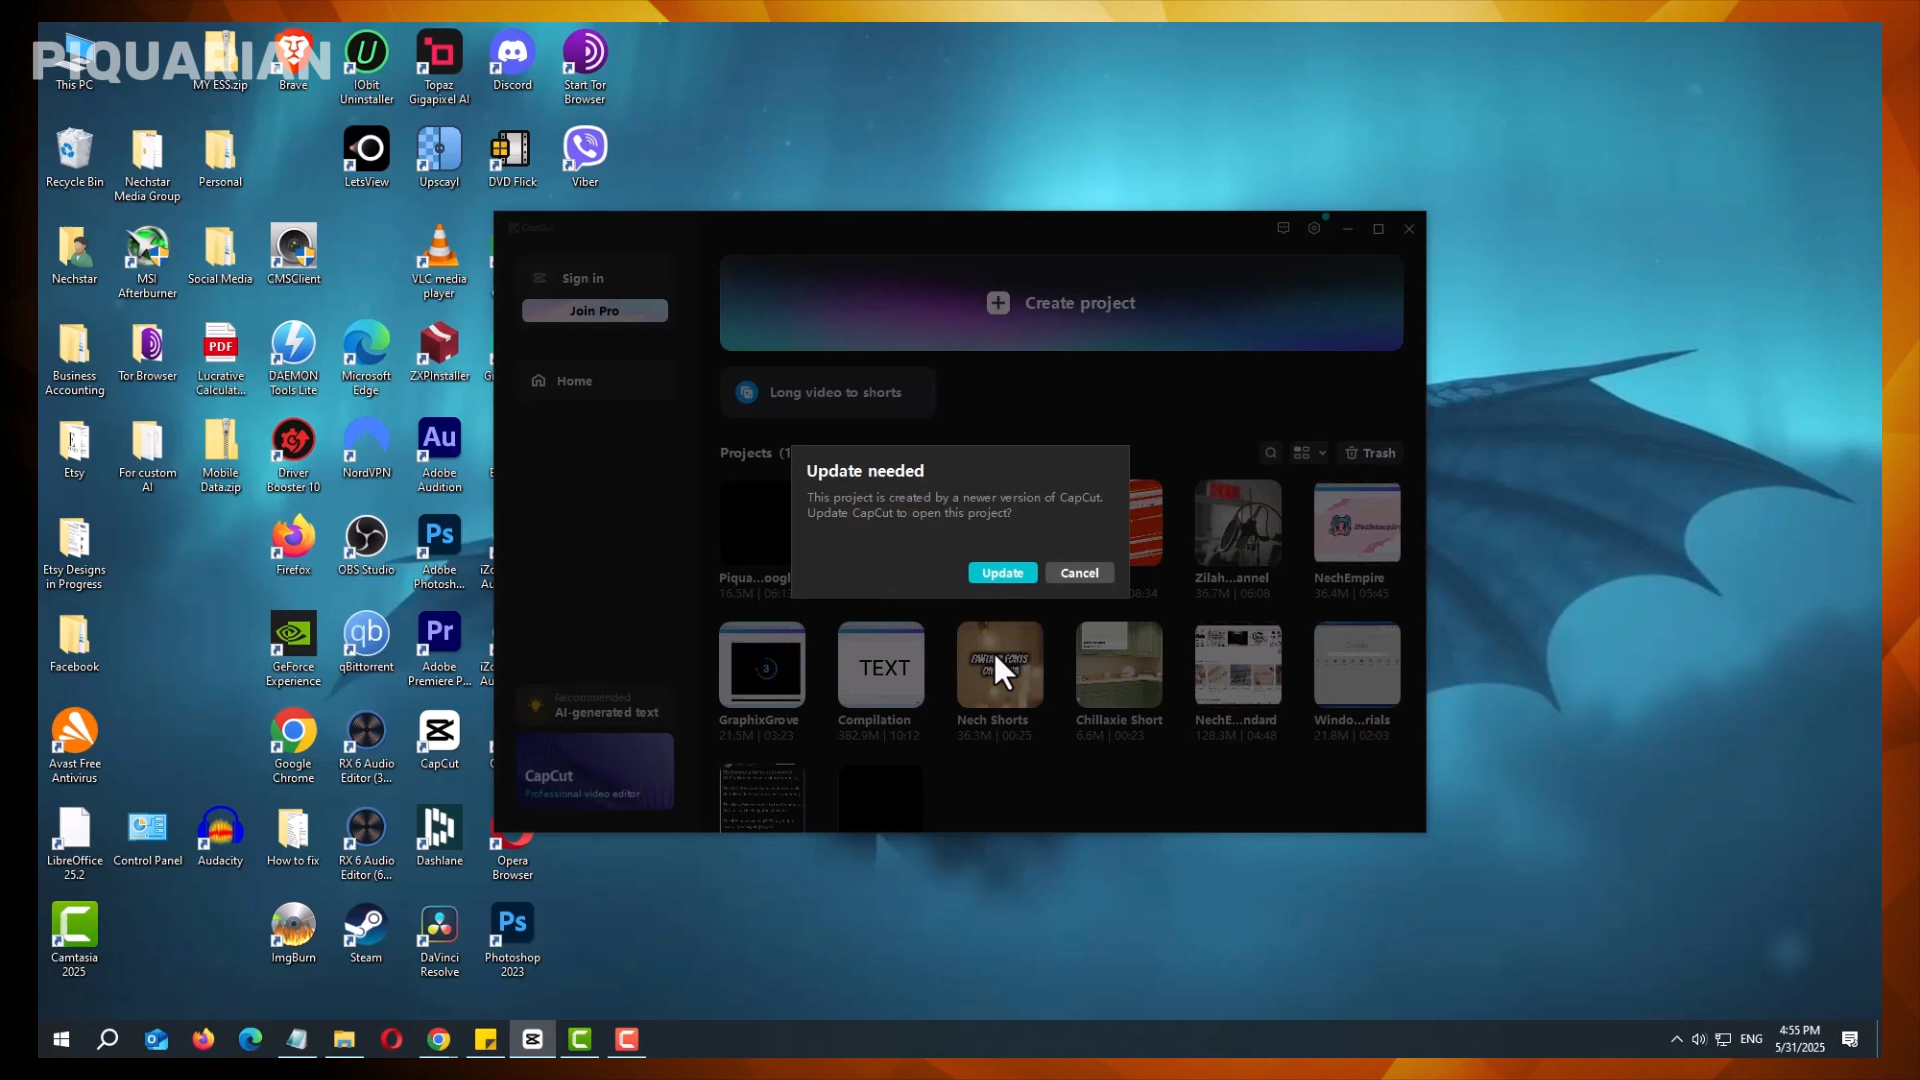 PIQUARIAN
This PC
MY ESS.zip
Brave
IObit
Uninstaller
Topaz
Gigapixel AI
Discord
Start Tor
Browser
Recycle Bin
Nechstar
Media Group
Personal
LetsView
Upscayl
DVD Flick
Viber
Nechstar
MSI
Afterburner
Social Media
CMSClient
VLC media
player
Business
Accounting
Tor Browser
PDF
Lucrative
Calculat...
DAEMON
Tools Lite
Microsoft
Edge
ZXPInstaller
Etsy
For custom
AI
Mobile
Data.zip
Driver
Booster 10
NordVPN
Au
Adobe
Audition
Etsy Designs
in Progress
Firefox
OBS Studio
Ps
Adobe
Photosh...
Facebook
GeForce
Experience
qb
qBittorrent
Pr
Adobe
Premiere P...
Avast Free
Antivirus
Google
Chrome
RX 6 Audio
Editor (3...
CapCut
LibreOffice
25.2
Control Panel
Audacity
How to fix
RX 6 Audio
Editor (6...
Dashlane
Opera
Browser
Camtasia
2025
ImgBurn
Steam
DaVinci
Resolve
Ps
Photoshop
2023
CapCut
Sign in
Join Pro
Home
Recommended
AI-generated text
CapCut
Professional video editor
Create project
Long video to shorts
Projects (1
Trash
Update needed
This project is created by a newer version of CapCut.
Update CapCut to open this project?
Update
Cancel
Piqua...oogl
16.5M | 06:13
08:34
Zilah...annel
36.7M | 06:08
NechEmpire
36.4M | 05:45
3
TEXT
FANTASY FONTS
GraphixGrove
21.5M | 03:23
Compilation
382.9M | 10:12
Nech Shorts
36.3M | 00:25
Chillaxie Short
6.6M | 00:23
NechE...ndard
128.3M | 04:48
Windo...rials
21.8M | 02:03
ENG
4:55 PM
5/31/2025